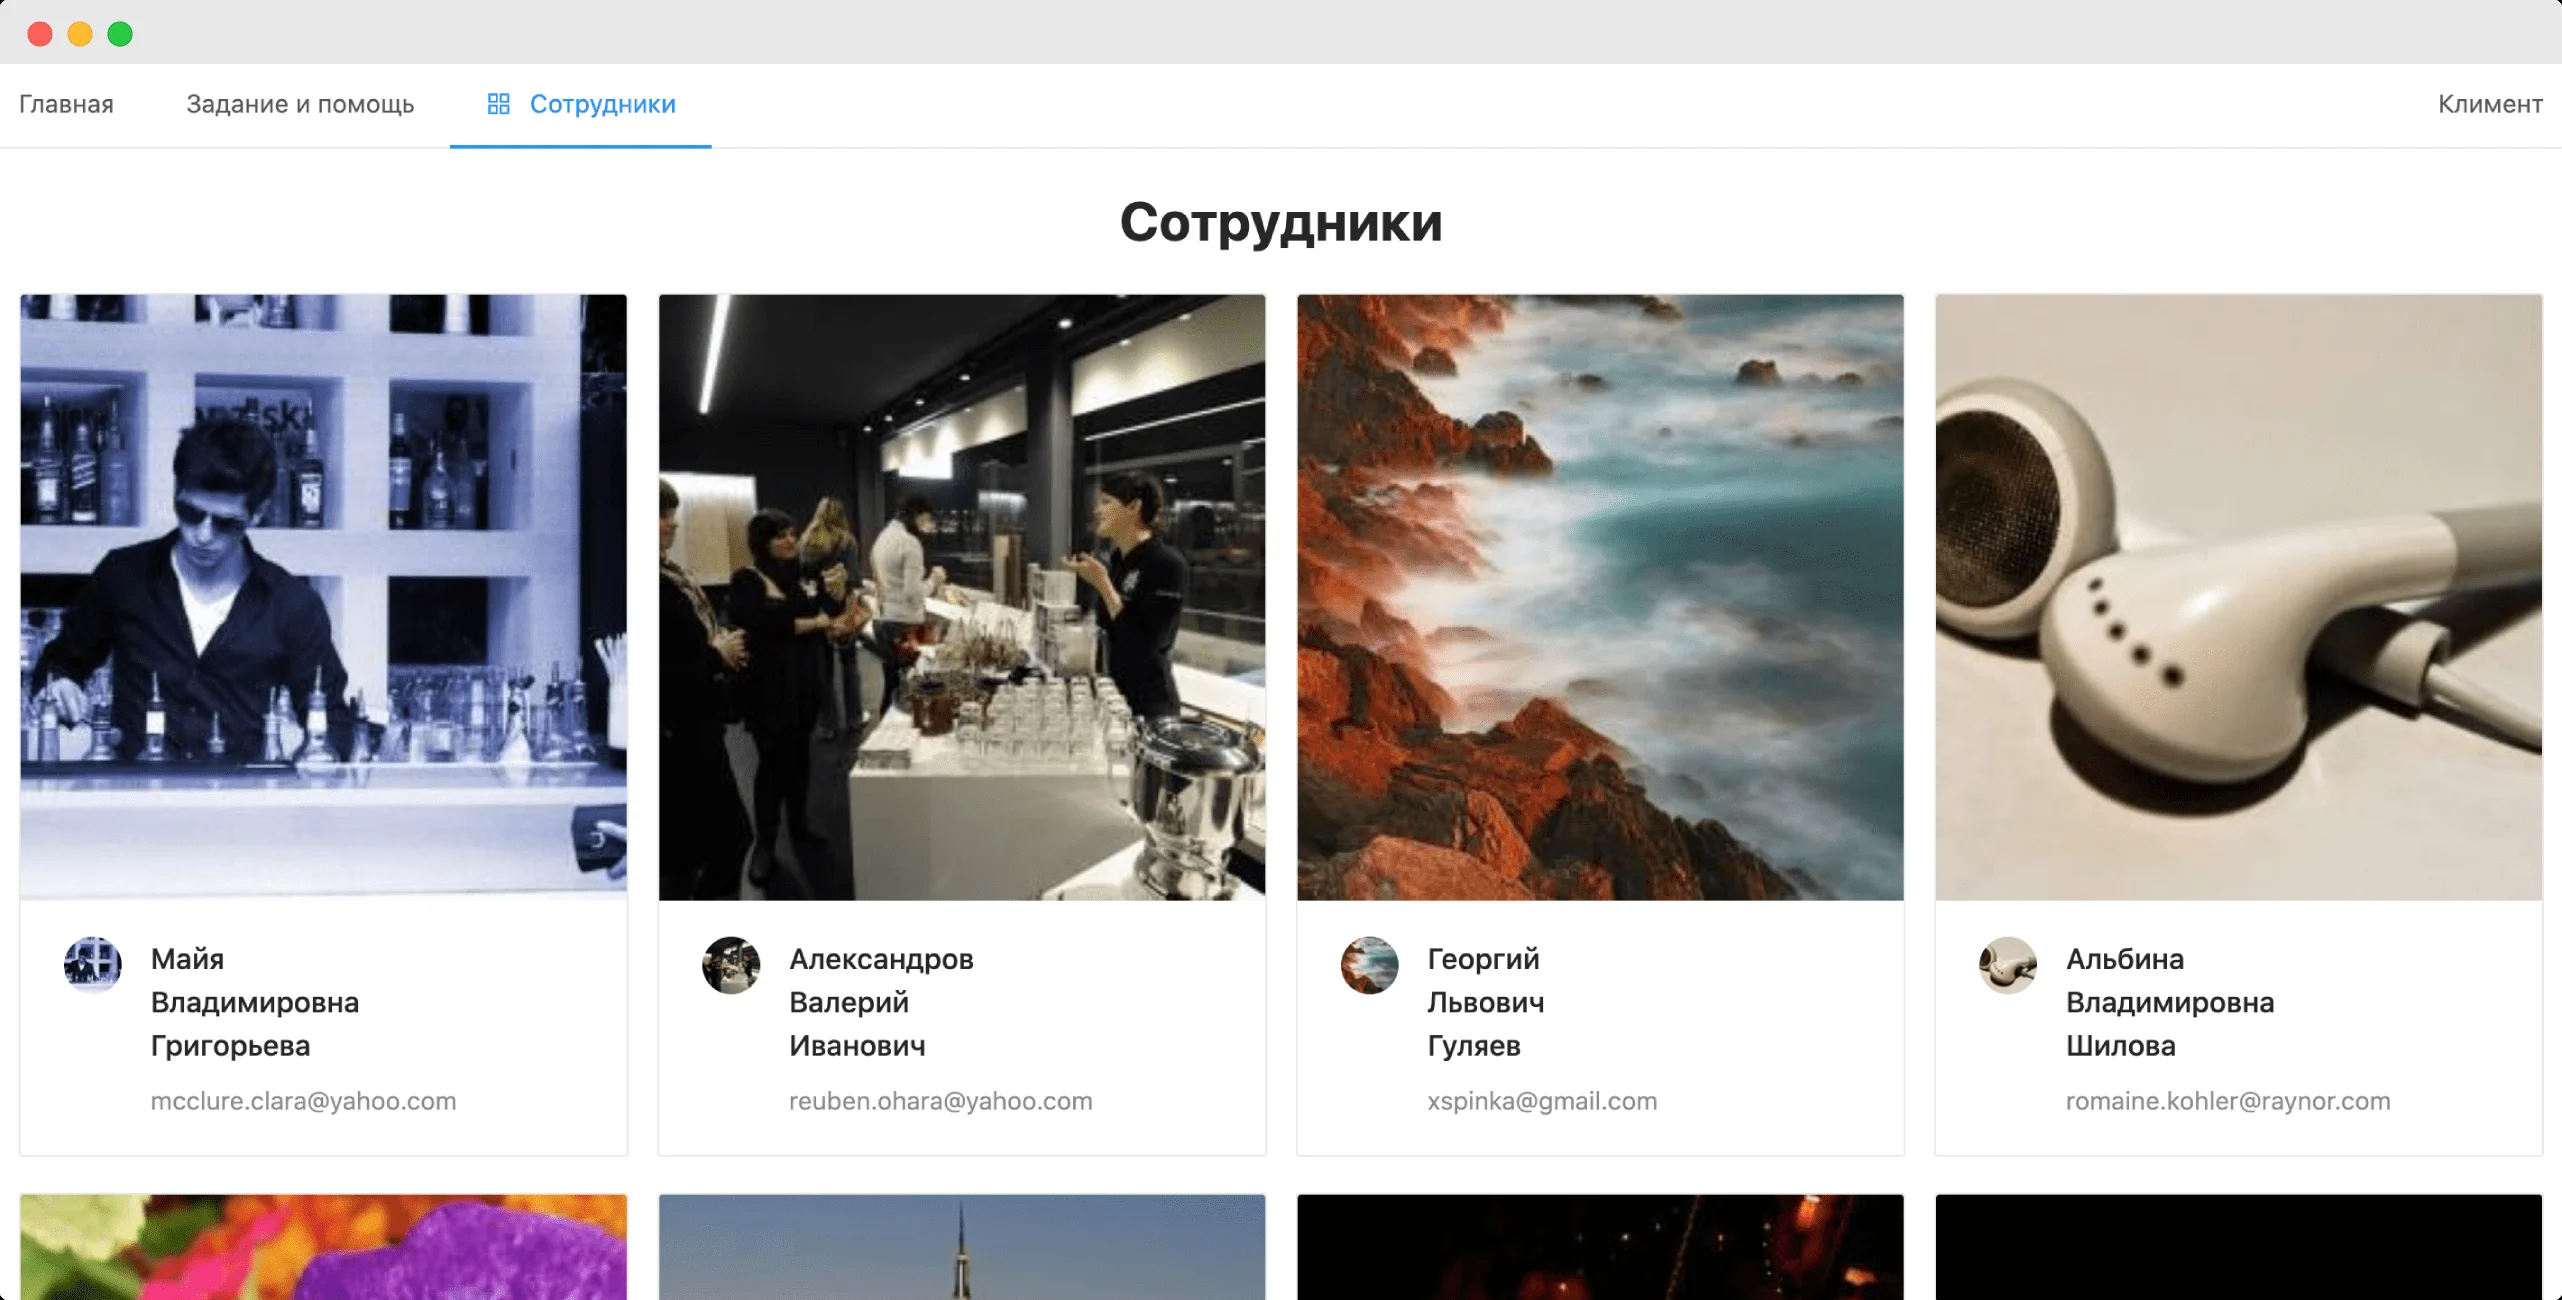 Главная
Задание и помощь
Сотрудники
Климент
Сотрудники
Майя
Владимировна
Григорьева
mcclure.clara@yahoo.com
Александров
Валерий
Иванович
reuben.ohara@yahoo.com
Георгий
Львович
Гуляев
xspinka@gmail.com
Альбина
Владимировна
Шилова
romaine.kohler@raynor.com